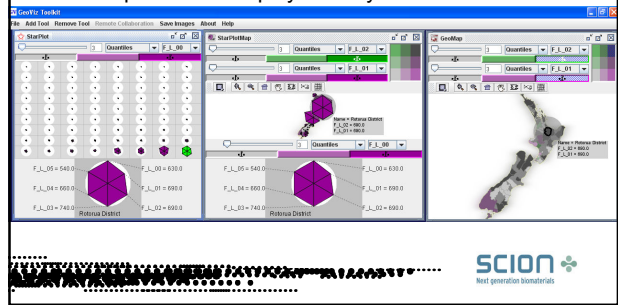 GeoViz Toolkit
File Add Tool Remove Tool Remote Collaboration Save Images About Help
StarPlot
3 Quantiles F_L_00
F_L_05 = 540.0
F_L_00 = 630.0
F_L_04 = 660.0
F_L_01 = 690.0
F_L_03 = 740.0
F_L_02 = 690.0
Rotorua District
StarPlotMap
3 Quantiles F_L_02
3 Quantiles F_L_01
Name = Rotorua District
F_L_02 = 690.0
F_L_01 = 690.0
3 Quantiles F_L_00
F_L_05 = 540.0
F_L_00 = 630.0
F_L_04 = 660.0
F_L_01 = 690.0
F_L_03 = 740.0
F_L_02 = 690.0
Rotorua District
GeoMap
3 Quantiles F_L_02
3 Quantiles F_L_01
Name = Rotorua District
F_L_02 = 690.0
F_L_01 = 690.0
SCION
Next generation biomaterials